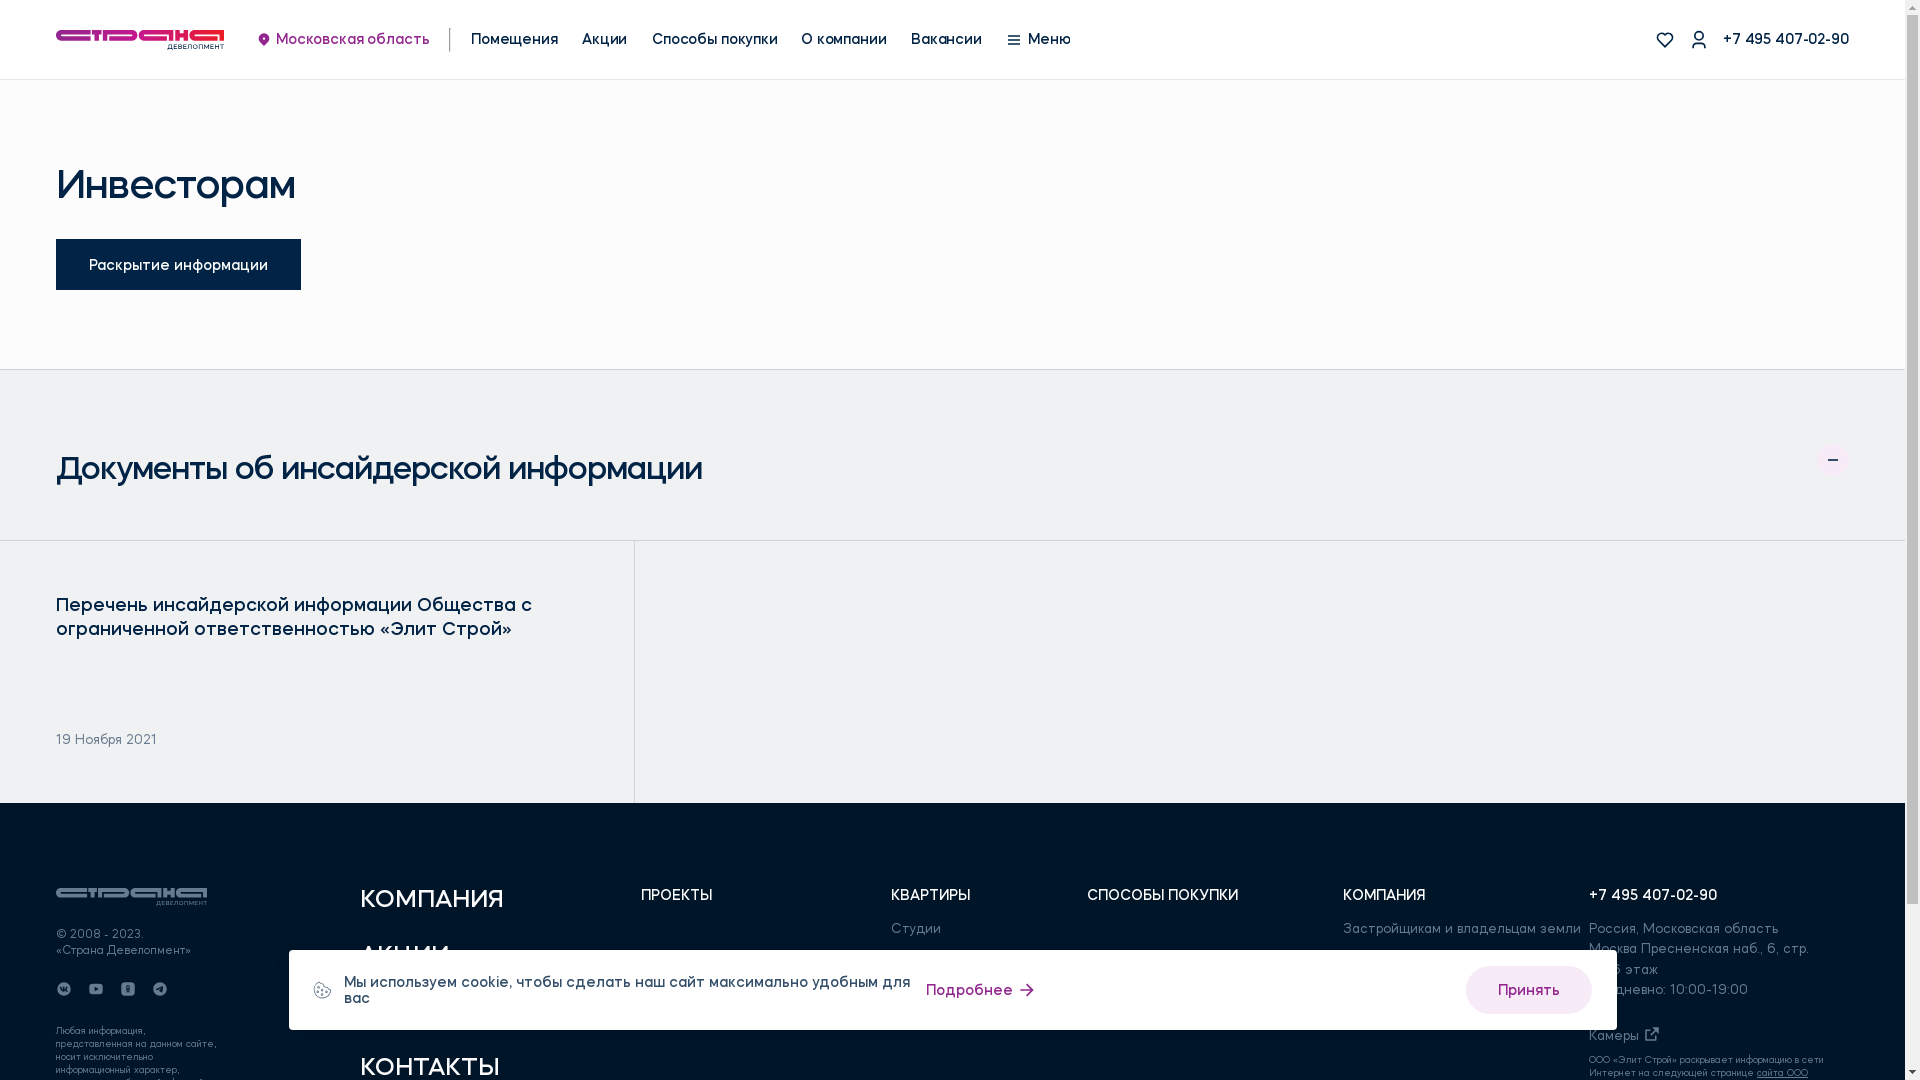 страна
ДЕВЕЛОПМЕНТ
Московская область
Помещения
Акции
Способы покупки
О компании
Вакансии
Меню
+7 495 407-02-90
Инвесторам
Раскрытие информации
Документы об инсайдерской информации
Перечень инсайдерской информации Общества с
ограниченной ответственностью «Элит Строй»
19 Ноября 2021
страна
ДЕВЕЛОПМЕНТ
© 2008 - 2023.
«Страна Девелопмент»
Любая информация,
представленная на данном сайте,
носит исключительно
информационный характер,
КОМПАНИЯ
КОНТАКТЫ
ПРОЕКТЫ
КВАРТИРЫ
Студии
СПОСОБЫ ПОКУПКИ
КОМПАНИЯ
Застройщикам и владельцам земли
+7 495 407-02-90
Россия, Московская область
Москва Пресненская наб., 6, стр.
этаж
10:00-19:00
Камеры
ООО «Элит Строй» раскрывает информацию в сети
Интернет на следующей странице сайта ООО
Мы используем cookie, чтобы сделать наш сайт максимально удобным для
вас
Подробнее
Принять